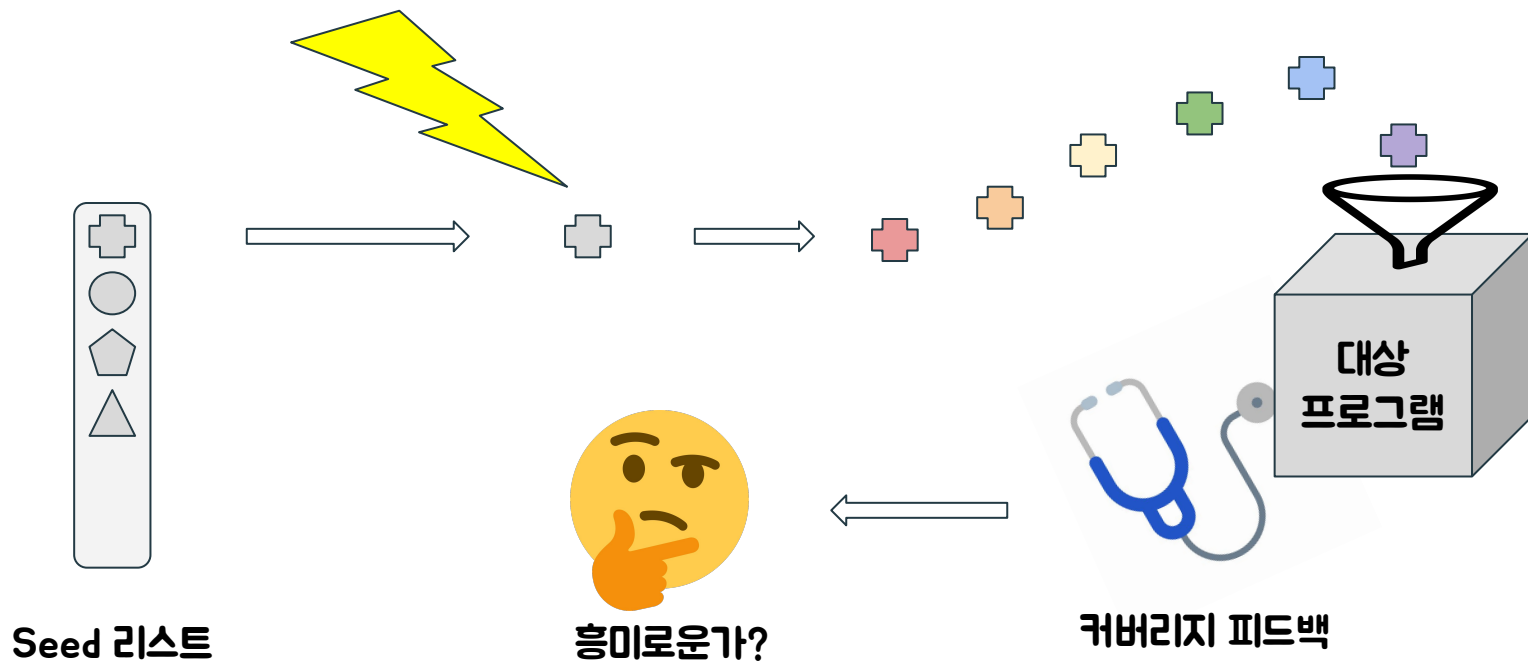 대상
프로그램
Seed 리스트
흥미로운가?
커버리지 피드백